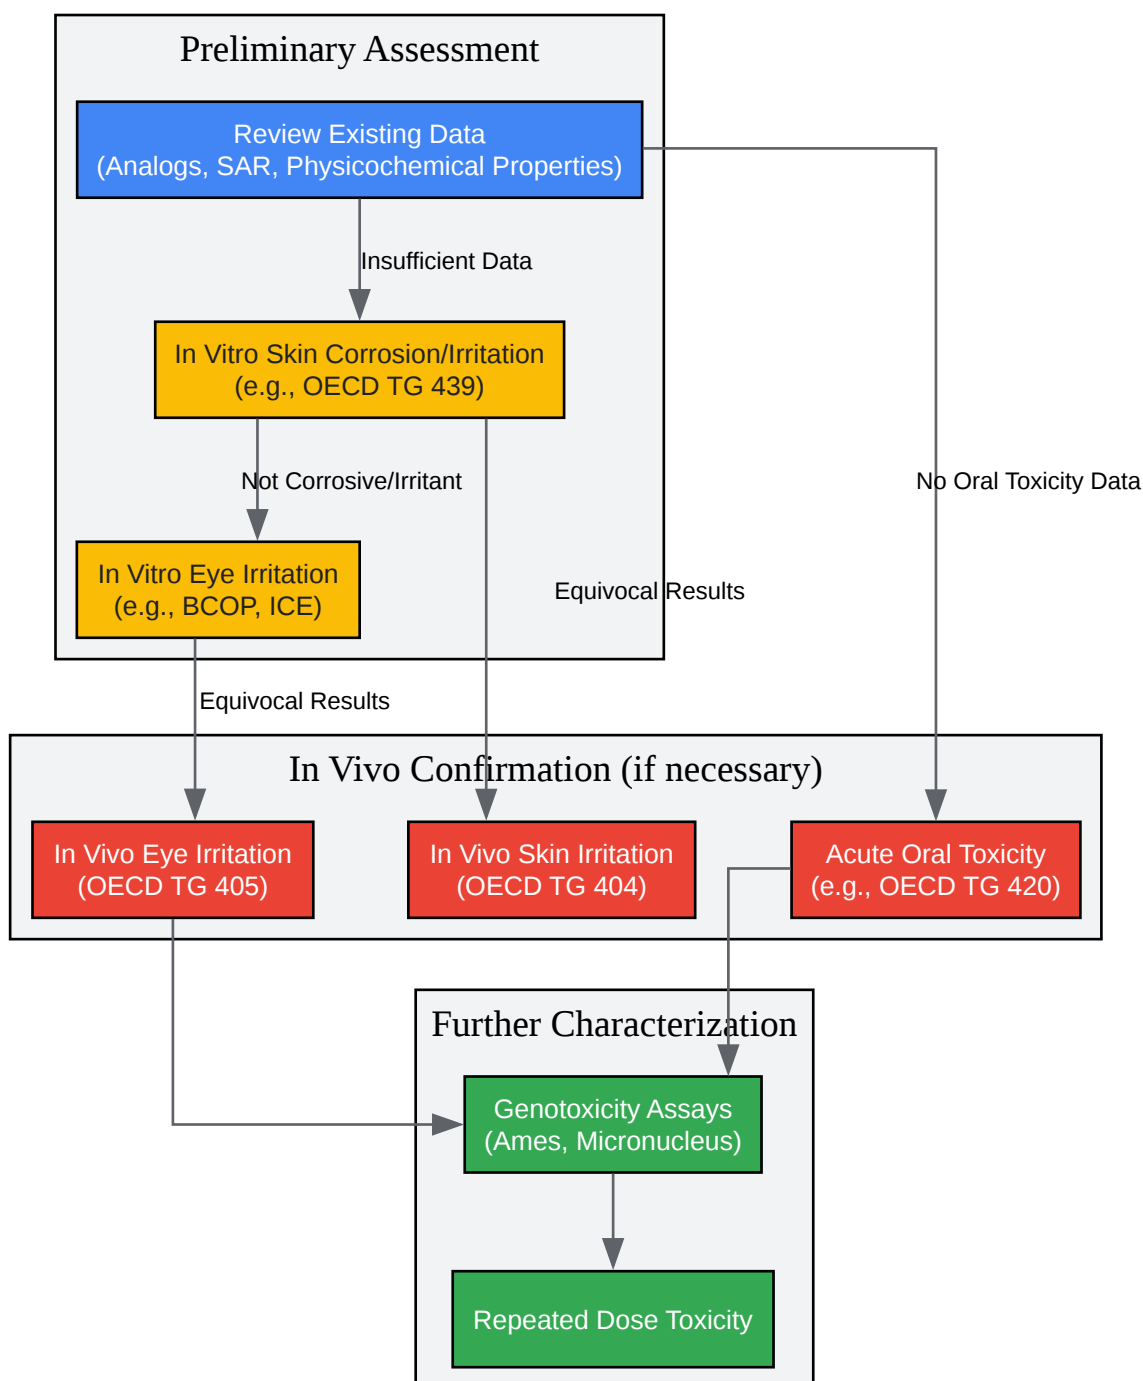 Preliminary Assessment
Review Existing Data
(Analogs, SAR, Physicochemical Properties)
Insufficient Data
In Vitro Skin Corrosion/Irritation
(e.g., OECD TG 439)
Not Corrosive/Irritant
No Oral Toxicity Data
In Vitro Eye Irritation
(e.g., BCOP, ICE)
Equivocal Results
Equivocal Results
In Vivo Confirmation (if necessary)
In Vivo Eye Irritation
(OECD TG 405)
In Vivo Skin Irritation
(OECD TG 404)
Acute Oral Toxicity
(e.g., OECD TG 420)
Further Characterization
Genotoxicity Assays
(Ames, Micronucleus)
Repeated Dose Toxicity